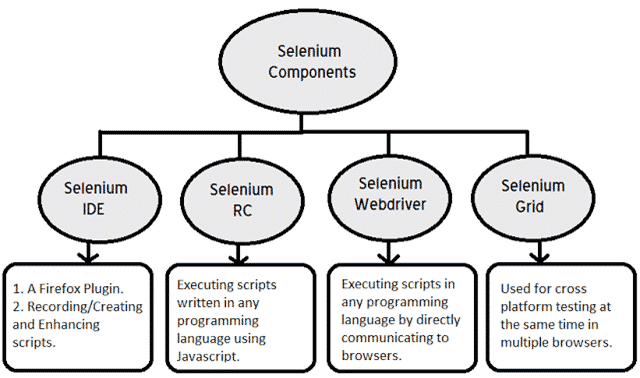 Selenium
Components
Selenium
IDE
Selenium
RC
Selenium
Webdriver
Selenium
Grid
1. A Firefox Plugin.
2. Recording/Creating
and Enhancing
scripts.
Executing scripts
written in any
programming
language using
Javascript.
Executing scripts in
any programming
language by directly
communicating to
browsers.
Used for cross
platform testing at
the same time in
multiple browsers.